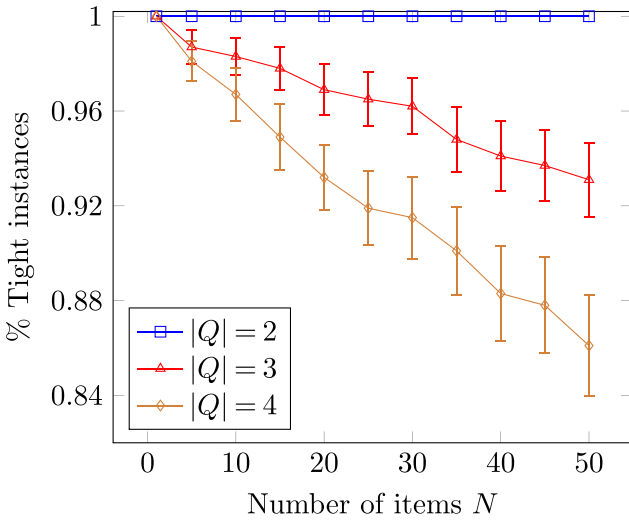 1
0.96
0.92
0.88
0.84
% Tight instances
|Q| = 2
|Q| = 3
|Q| = 4
0 10 20 30 40 50
Number of items N